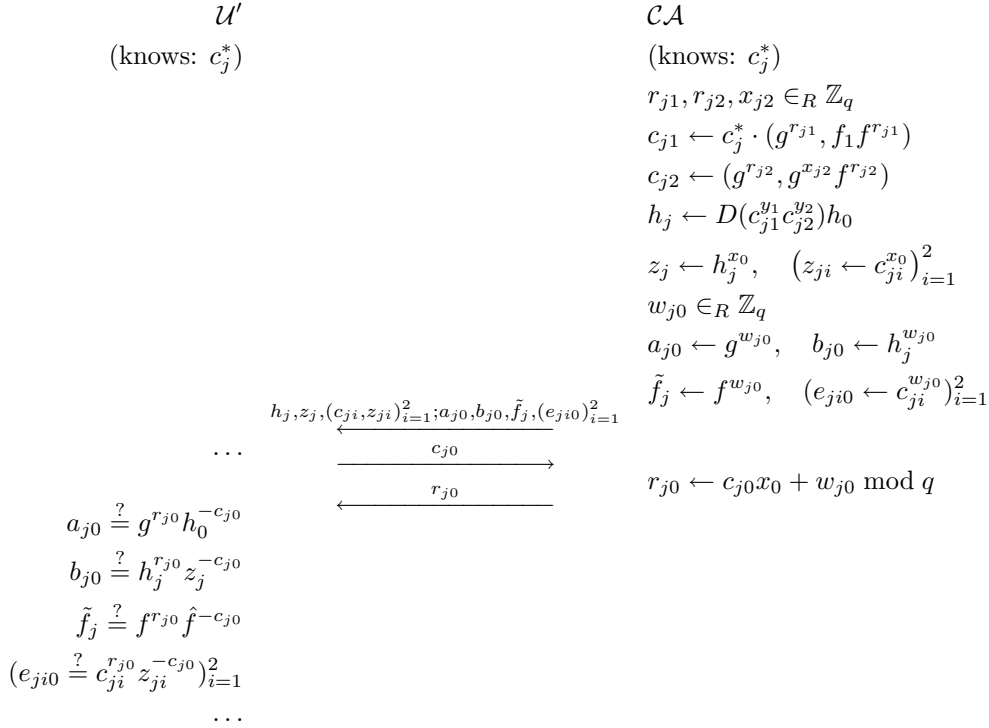 𝒰′ 𝒞𝒜
(knows: c_j^*) (knows: c_j^*)
r_{j1}, r_{j2}, x_{j2} ∈_R ℤ_q
c_{j1} ← c_j^* · (g^{r_{j1}}, f_1 f^{r_{j1}})
c_{j2} ← (g^{r_{j2}}, g^{x_{j2}} f^{r_{j2}})
h_j ← D(c_{j1}^{y_1} c_{j2}^{y_2}) h_0
z_j ← h_j^{x_0}, (z_{ji} ← c_{ji}^{x_0})_{i=1}^2
w_{j0} ∈_R ℤ_q
a_{j0} ← g^{w_{j0}}, b_{j0} ← h_j^{w_{j0}}
f̃_j ← f^{w_{j0}}, (e_{ji0} ← c_{ji}^{w_{j0}})_{i=1}^2
h_j, z_j, (c_{ji}, z_{ji})_{i=1}^2; a_{j0}, b_{j0}, f̃_j, (e_{ji0})_{i=1}^2
←
... c_{j0}
→
r_{j0} r_{j0} ← c_{j0} x_0 + w_{j0} mod q
←
a_{j0} ≟ g^{r_{j0}} h_0^{-c_{j0}}
b_{j0} ≟ h_j^{r_{j0}} z_j^{-c_{j0}}
f̃_j ≟ f^{r_{j0}} f̂^{-c_{j0}}
(e_{ji0} ≟ c_{ji}^{r_{j0}} z_{ji}^{-c_{j0}})_{i=1}^2
...